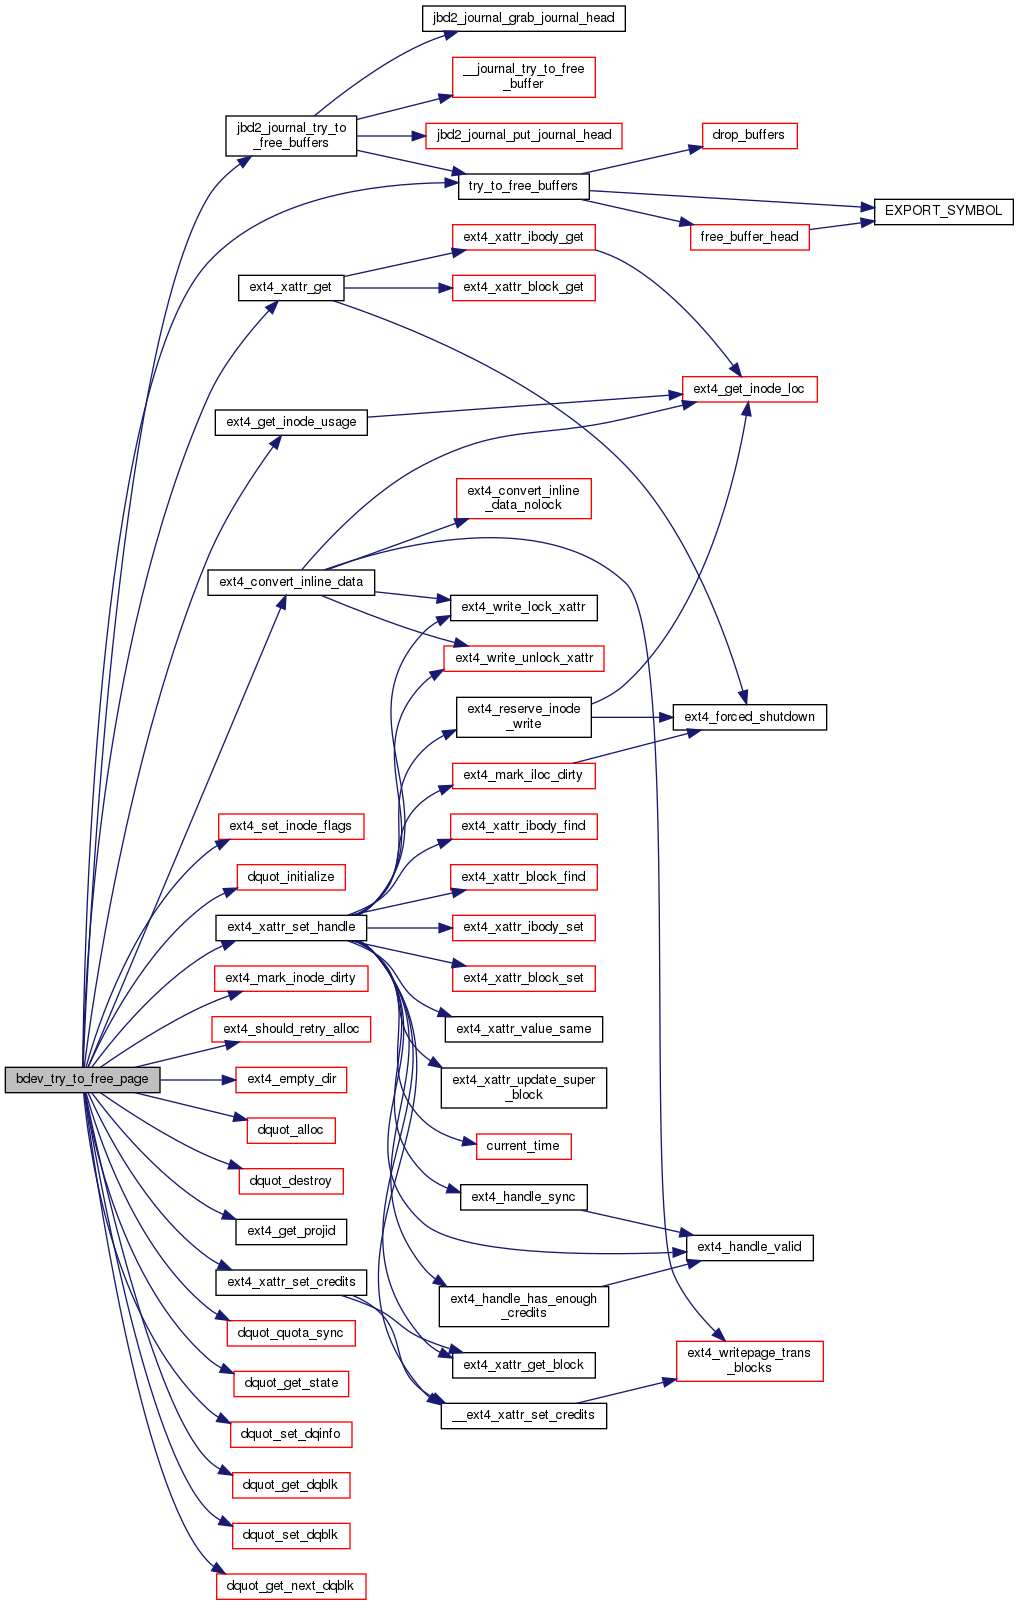 jbd2_journal_grab_journal_head
__journal_try_to_free
_buffer
jbd2_journal_try_to
_free_buffers
jbd2_journal_put_journal_head
drop_buffers
try_to_free_buffers
EXPORT_SYMBOL
ext4_xattr_ibody_get
free_buffer_head
ext4_xattr_get
ext4_xattr_block_get
ext4_get_inode_loc
ext4_get_inode_usage
ext4_convert_inline
_data_nolock
ext4_convert_inline_data
ext4_write_lock_xattr
ext4_write_unlock_xattr
ext4_reserve_inode
_write
ext4_forced_shutdown
ext4_mark_iloc_dirty
ext4_set_inode_flags
ext4_xattr_ibody_find
dquot_initialize
ext4_xattr_block_find
ext4_xattr_set_handle
ext4_xattr_ibody_set
ext4_mark_inode_dirty
ext4_xattr_block_set
ext4_should_retry_alloc
ext4_xattr_value_same
bdev_try_to_free_page
ext4_empty_dir
ext4_xattr_update_super
_block
dquot_alloc
current_time
dquot_destroy
ext4_handle_sync
ext4_get_projid
ext4_handle_valid
ext4_xattr_set_credits
ext4_handle_has_enough
_credits
dquot_quota_sync
ext4_xattr_get_block
ext4_writepage_trans
_blocks
dquot_get_state
__ext4_xattr_set_credits
dquot_set_dqinfo
dquot_get_dqblk
dquot_set_dqblk
dquot_get_next_dqblk